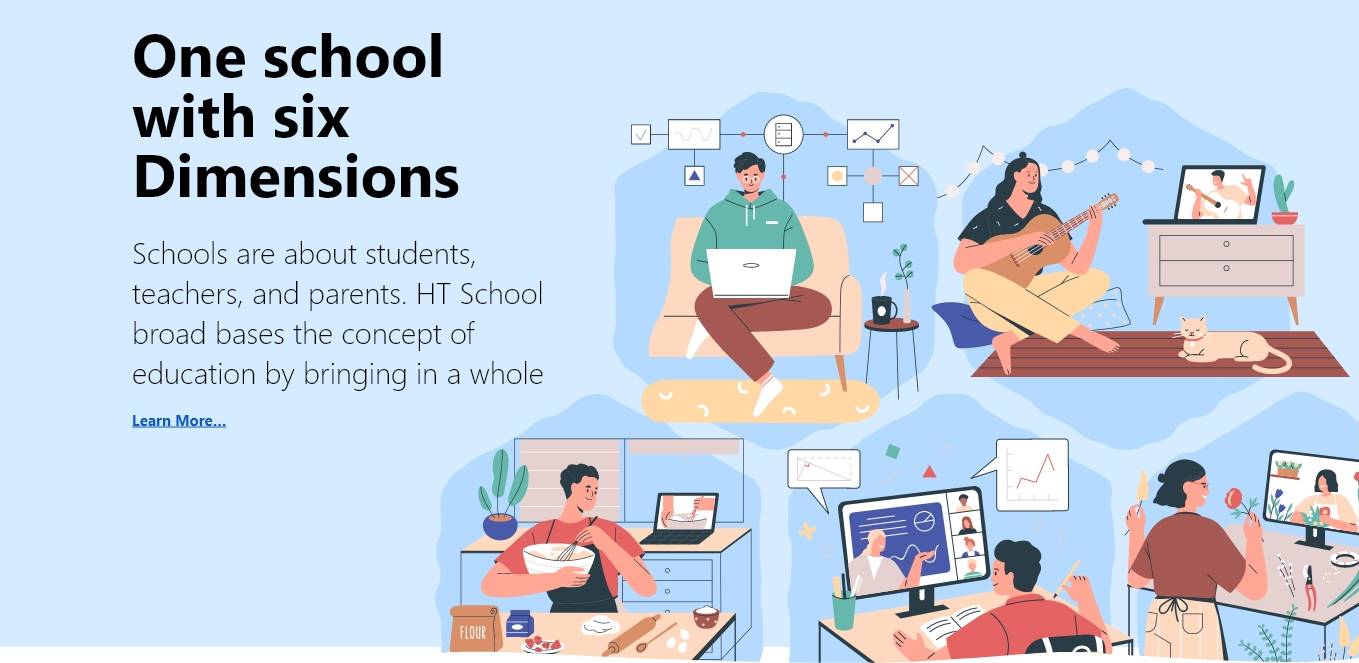 One school
with six
Dimensions
Schools are about students,
teachers, and parents. HT School
broad bases the concept of
education by bringing in a whole
Learn More...
FLOUR